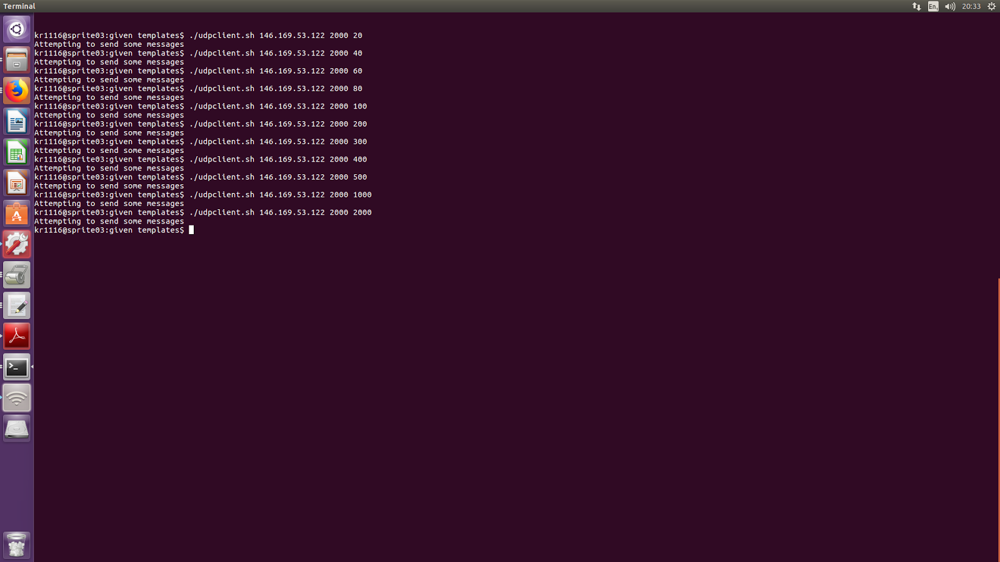 Terminal
En1
20:33
kr1116@sprite03:given templates$ ./udpclient.sh 146.169.53.122 2000 20
Attempting to send some messages
kr1116@sprite03:given templates$ ./udpclient.sh 146.169.53.122 2000 40
Attempting to send some messages
kr1116@sprite03:given templates$ ./udpclient.sh 146.169.53.122 2000 60
Attempting to send some messages
kr1116@sprite03:given templates$ ./udpclient.sh 146.169.53.122 2000 80
Attempting to send some messages
kr1116@sprite03:given templates$ ./udpclient.sh 146.169.53.122 2000 100
Attempting to send some messages
kr1116@sprite03:given templates$ ./udpclient.sh 146.169.53.122 2000 200
Attempting to send some messages
kr1116@sprite03:given templates$ ./udpclient.sh 146.169.53.122 2000 300
Attempting to send some messages
kr1116@sprite03:given templates$ ./udpclient.sh 146.169.53.122 2000 400
Attempting to send some messages
kr1116@sprite03:given templates$ ./udpclient.sh 146.169.53.122 2000 500
Attempting to send some messages
kr1116@sprite03:given templates$ ./udpclient.sh 146.169.53.122 2000 1000
Attempting to send some messages
kr1116@sprite03:given templates$ ./udpclient.sh 146.169.53.122 2000 2000
Attempting to send some messages
kr1116@sprite03:given templates$